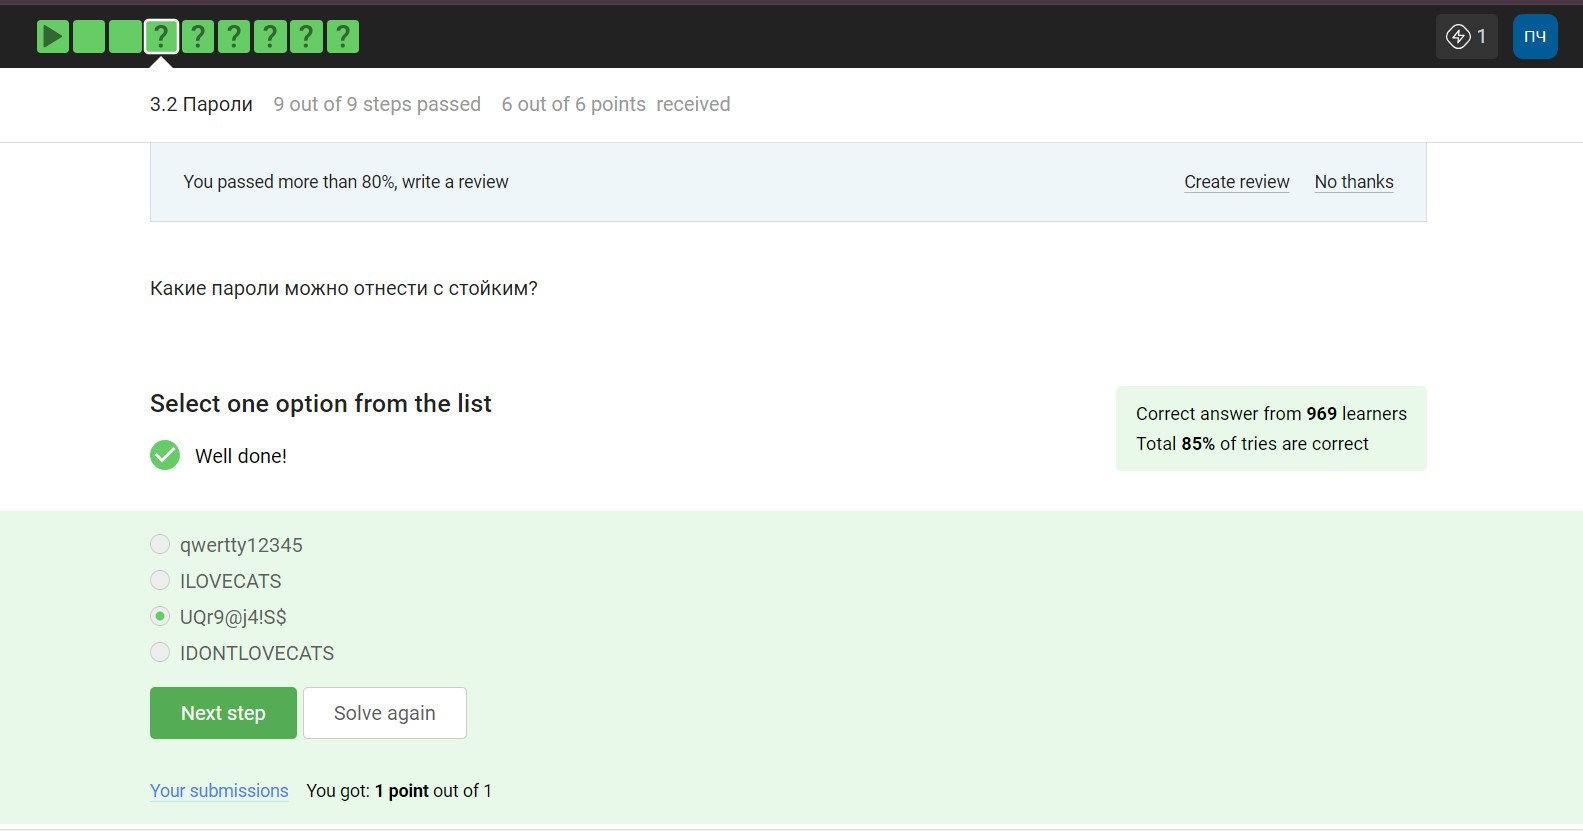 ? ? ? ? ? ?
1
ПЧ
3.2 Пароли 9 out of 9 steps passed 6 out of 6 points received
You passed more than 80%, write a review
Create review No thanks
Какие пароли можно отнести с стойким?
Select one option from the list
Correct answer from 969 learners
Total 85% of tries are correct
Well done!
qwertty12345
ILOVECATS
UQr9@j4!S$
IDONTLOVECATS
Next step
Solve again
Your submissions You got: 1 point out of 1